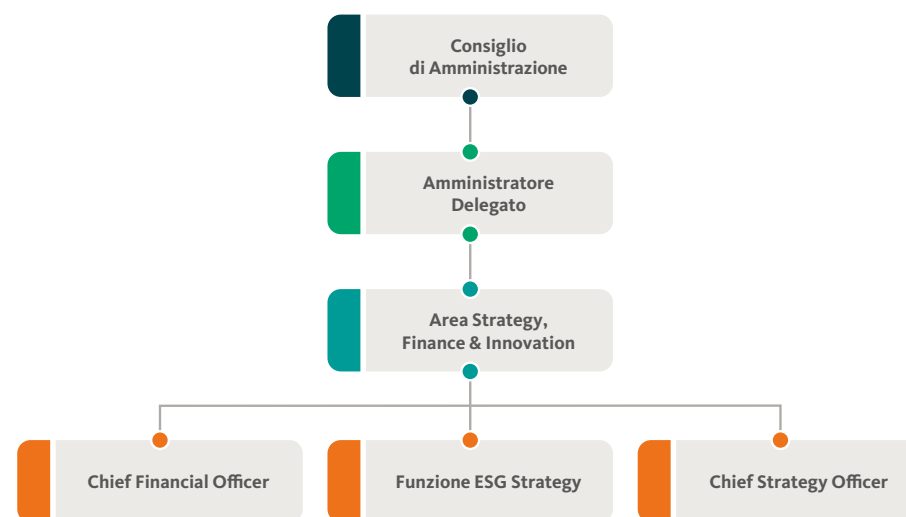 Consiglio
di Amministrazione
Amministratore
Delegato
Area Strategy,
Finance & Innovation
Chief Financial Officer
Funzione ESG Strategy
Chief Strategy Officer